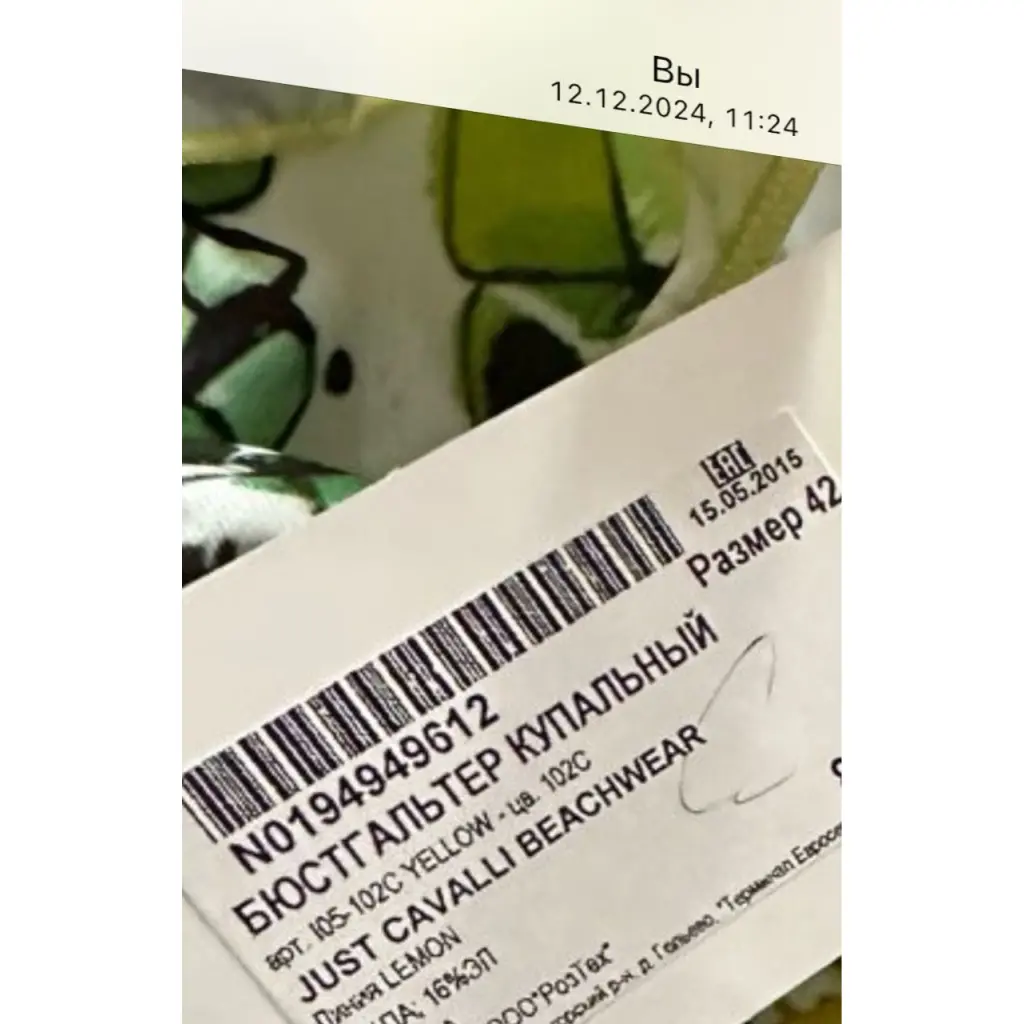 Вы
12.12.2024, 11:24
EAC
15.05.2015
Размер 42
N0194949612
БЮСТГАЛЬТЕР КУПАЛЬНЫЙ
арт. I05-102C YELLOW - цв. 102C
JUST CAVALLI BEACHWEAR
Линия LEMON
16%ЭЛ
ООО"РозТех"
р-н, д. Гольево, "Терминал